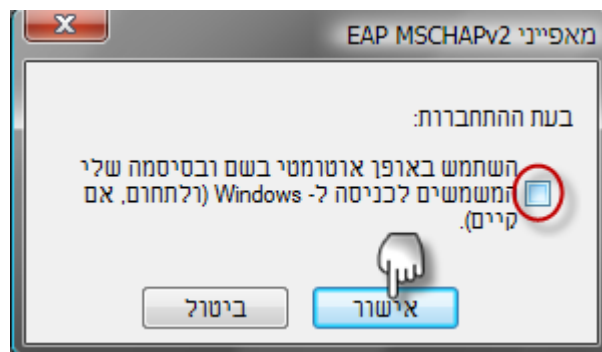 מאפייני EAP MSCHAPv2
בעת ההתחברות:
השתמש באופן אוטומטי בשם ובסיסמה שלי
המשמשים לכניסה ל- Windows (ולתחום, אם
קיים).
אישור
ביטול